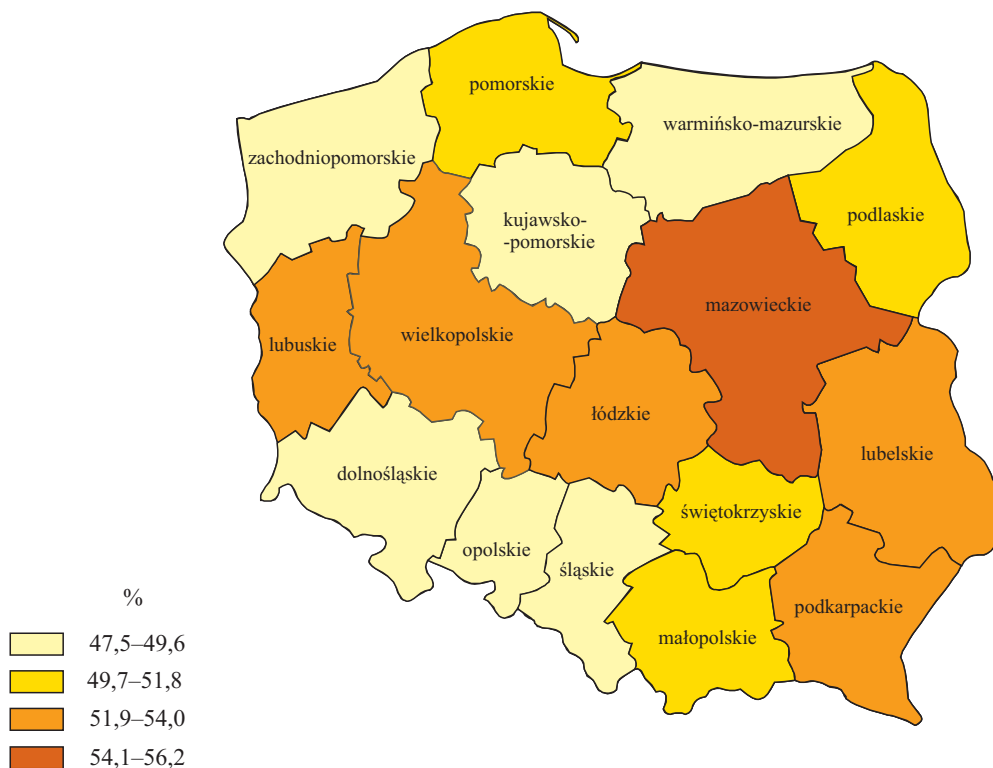 pomorskie
warmińsko-mazurskie
zachodniopomorskie
podlaskie
kujawsko-
-pomorskie
mazowieckie
lubuskie
wielkopolskie
łódzkie
lubelskie
dolnośląskie
świętokrzyskie
opolskie
śląskie
podkarpackie
małopolskie
%
47,5–49,6
49,7–51,8
51,9–54,0
54,1–56,2